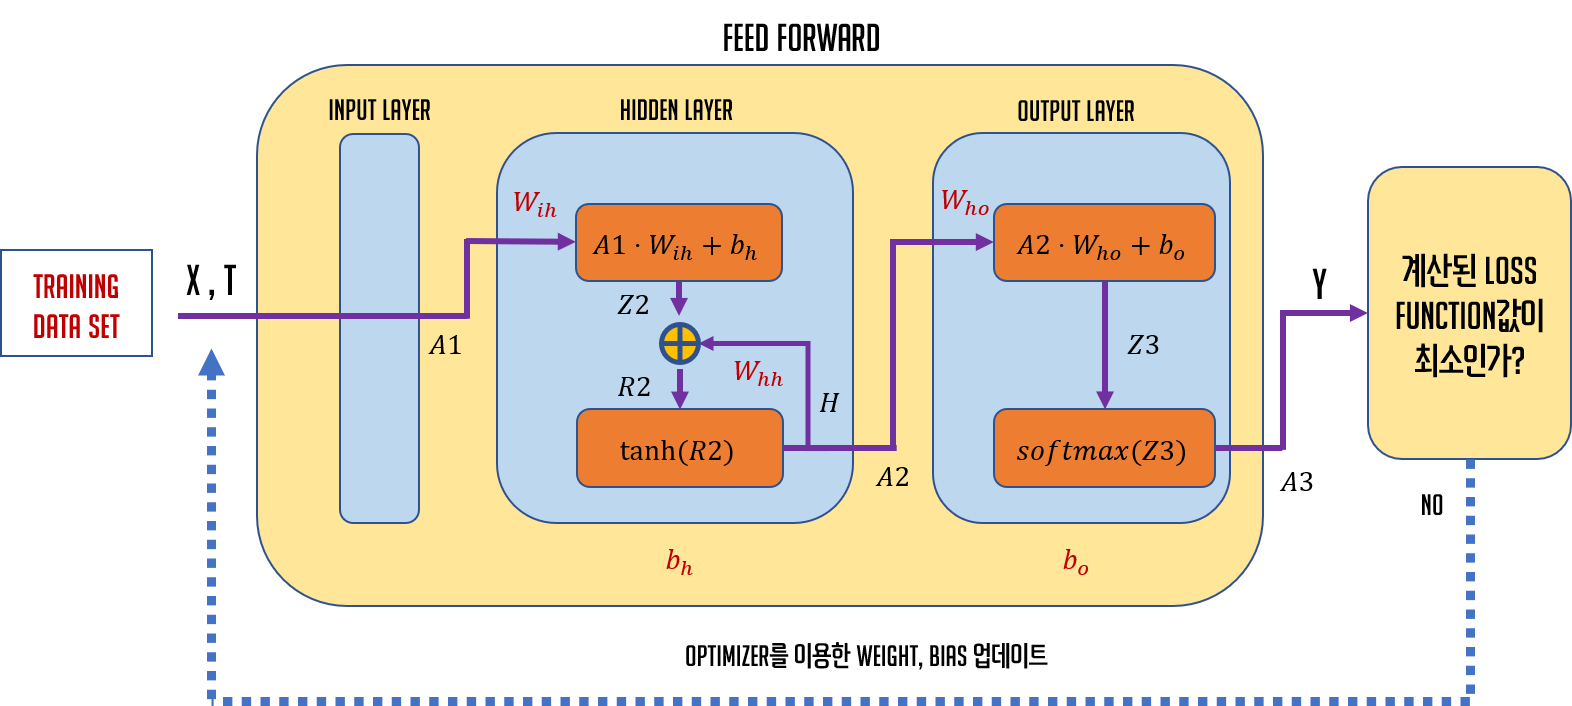 FEED FORWARD
INPUT LAYER
HIDDEN LAYER
OUTPUT LAYER
TRAINING
DATA SET
X , T
A1
W_{ih}
A1 · W_{ih} + b_h
Z2
W_{hh}
R2
H
tanh(R2)
A2
b_h
W_{ho}
A2 · W_{ho} + b_o
Z3
softmax(Z3)
A3
b_o
Y
계산된 LOSS
FUNCTION값이
최소인가?
NO
OPTIMIZER를 이용한 WEIGHT, BIAS 업데이트